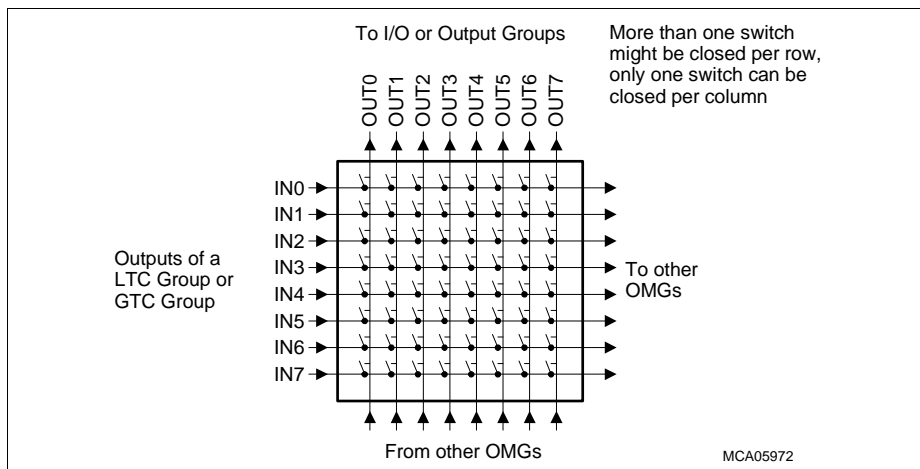 To I/O or Output Groups
More than one switch
might be closed per row,
only one switch can be
closed per column
OUT0
OUT1
OUT2
OUT3
OUT4
OUT5
OUT6
OUT7
IN0
IN1
IN2
IN3
IN4
IN5
IN6
IN7
Outputs of a
LTC Group or
GTC Group
To other
OMGs
From other OMGs
MCA05972